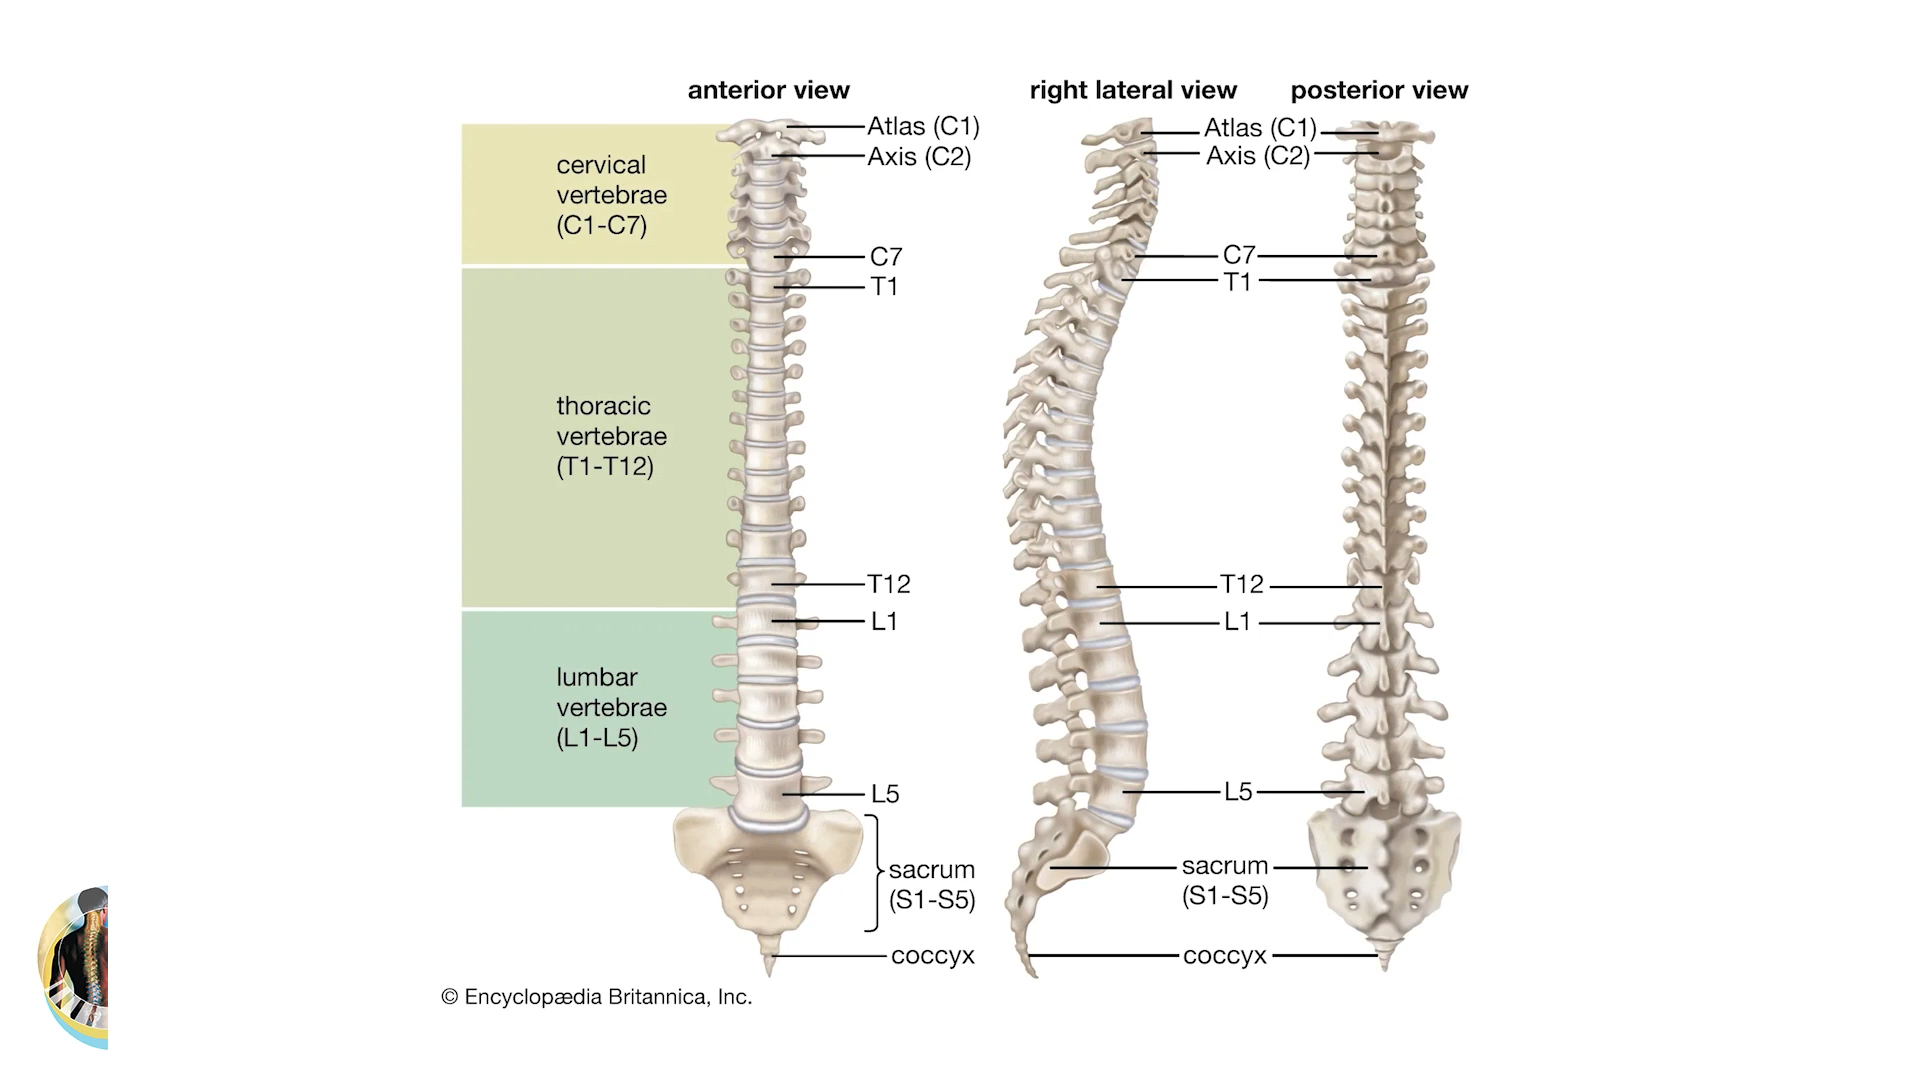 anterior view
right lateral view
posterior view
cervical
vertebrae
(C1-C7)
thoracic
vertebrae
(T1-T12)
lumbar
vertebrae
(L1-L5)
Atlas (C1)
Axis (C2)
C7
T1
T12
L1
L5
sacrum
(S1-S5)
coccyx
Atlas (C1)
Axis (C2)
C7
T1
T12
L1
L5
sacrum
(S1-S5)
coccyx
© Encyclopædia Britannica, Inc.